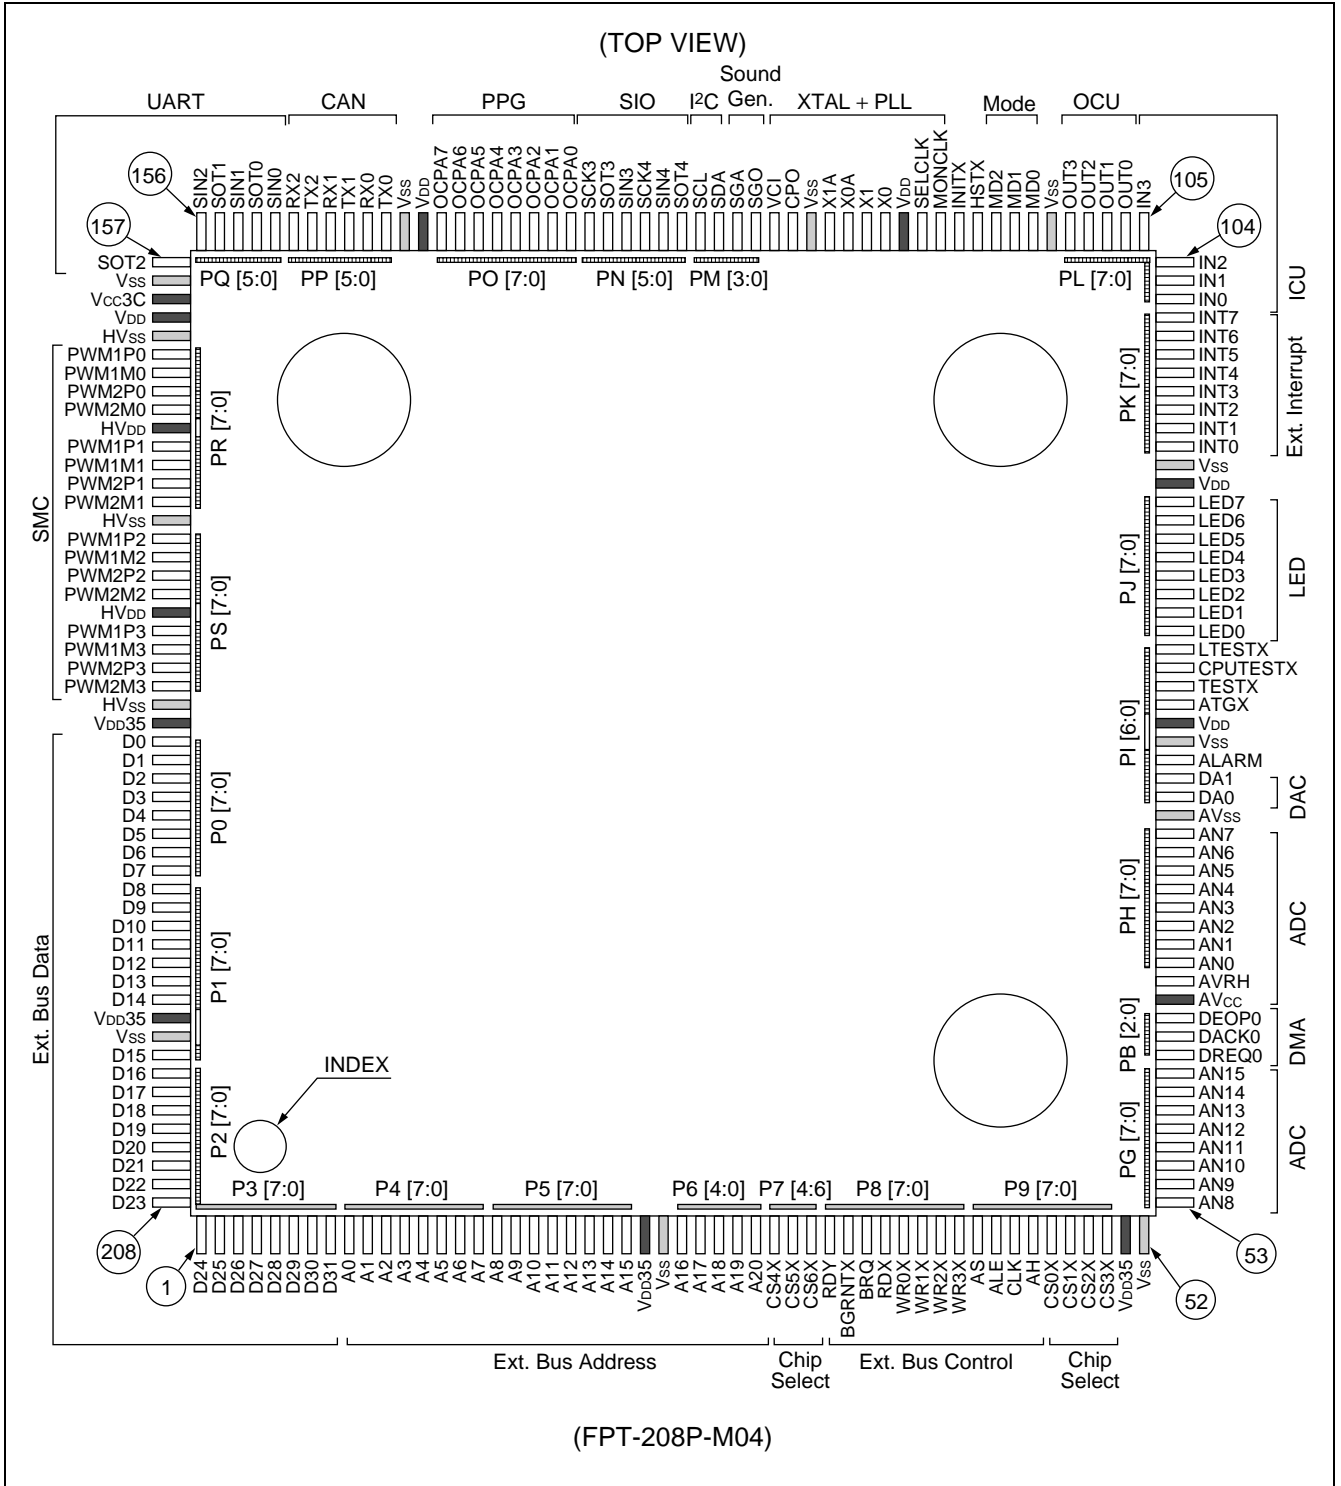 (TOP VIEW)
UART
CAN
PPG
SIO
I2C
Sound
Gen.
XTAL + PLL
Mode
OCU
156
SIN2
SOT1
SIN1
SOT0
SIN0
RX2
TX2
RX1
TX1
RX0
TX0
VSS
VDD
OCPA7
OCPA6
OCPA5
OCPA4
OCPA3
OCPA2
OCPA1
OCPA0
SCK3
SOT3
SIN3
SCK4
SIN4
SOT4
SCL
SDA
SGA
SGO
VCI
CPO
VSS
X1A
X0A
X1
X0
VDD
SELCLK
MONCLK
INITX
HSTX
MD2
MD1
MD0
VSS
OUT3
OUT2
OUT1
OUT0
IN3
105
157
104
PQ [5:0]
PP [5:0]
PO [7:0]
PN [5:0]
PM [3:0]
PL [7:0]
SOT2
VSS
VCC3C
VDD
HVSS
PWM1P0
PWM1M0
PWM2P0
PWM2M0
HVDD
PWM1P1
PWM1M1
PWM2P1
PWM2M1
HVSS
PWM1P2
PWM1M2
PWM2P2
PWM2M2
HVDD
PWM1P3
PWM1M3
PWM2P3
PWM2M3
HVSS
VDD35
D0
D1
D2
D3
D4
D5
D6
D7
D8
D9
D10
D11
D12
D13
D14
VDD35
VSS
D15
D16
D17
D18
D19
D20
D21
D22
D23
SMC
Ext. Bus Data
PR [7:0]
PS [7:0]
P0 [7:0]
P1 [7:0]
P2 [7:0]
INDEX
PK [7:0]
PJ [7:0]
PI [6:0]
PH [7:0]
PB [2:0]
PG [7:0]
IN2
IN1
IN0
INT7
INT6
INT5
INT4
INT3
INT2
INT1
INT0
VSS
VDD
LED7
LED6
LED5
LED4
LED3
LED2
LED1
LED0
LTESTX
CPUTESTX
TESTX
ATGX
VDD
VSS
ALARM
DA1
DA0
AVSS
AN7
AN6
AN5
AN4
AN3
AN2
AN1
AN0
AVRH
AVCC
DEOP0
DACK0
DREQ0
AN15
AN14
AN13
AN12
AN11
AN10
AN9
AN8
ICU
Ext. Interrupt
LED
DAC
ADC
DMA
ADC
P3 [7:0]
P4 [7:0]
P5 [7:0]
P6 [4:0]
P7 [4:6]
P8 [7:0]
P9 [7:0]
208
53
1
D24
D25
D26
D27
D28
D29
D30
D31
A0
A1
A2
A3
A4
A5
A6
A7
A8
A9
A10
A11
A12
A13
A14
A15
VDD35
VSS
A16
A17
A18
A19
A20
CS4X
CS5X
CS6X
RDY
BGRNTX
BRQ
RDX
WR0X
WR1X
WR2X
WR3X
AS
ALE
CLK
AH
CS0X
CS1X
CS2X
CS3X
VDD35
VSS
52
Ext. Bus Address
Chip
Select
Ext. Bus Control
Chip
Select
(FPT-208P-M04)